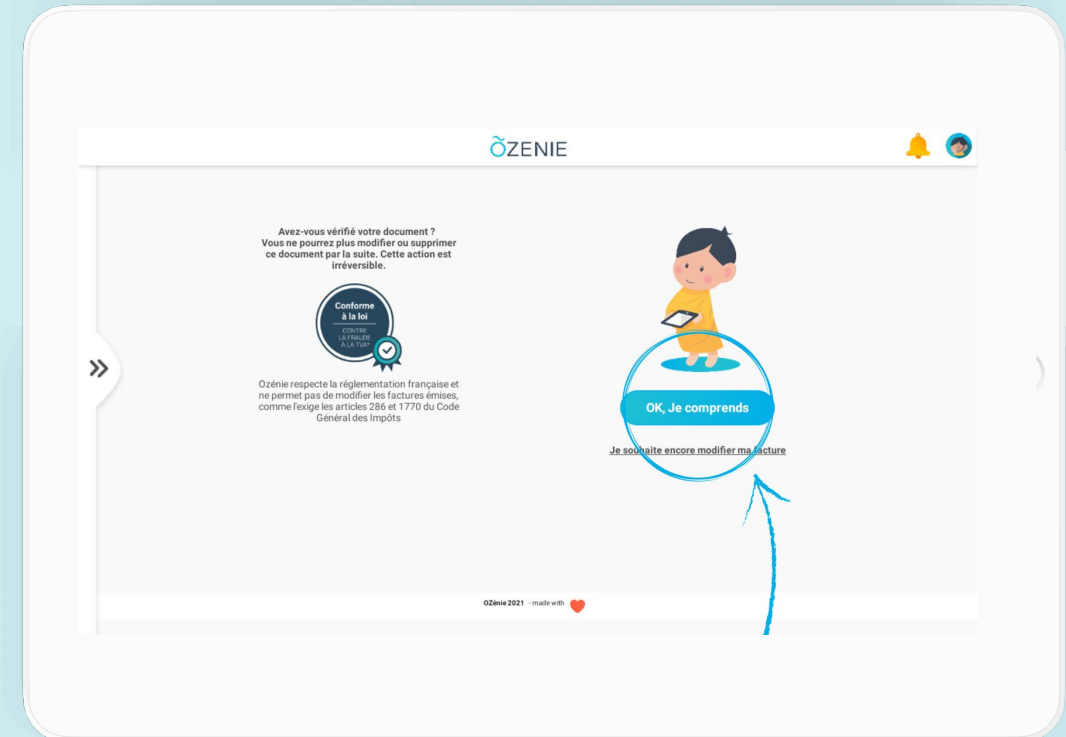 ÕZENIE
Avez-vous vérifié votre document ?
Vous ne pourrez plus modifier ou supprimer
ce document par la suite. Cette action est
irréversible.
Conforme
à la loi
CONTRE
LA FRAUDE
À LA TVA*
Ozénie respecte la réglementation française et
ne permet pas de modifier les factures émises,
comme l'exige les articles 286 et 1770 du Code
Général des Impôts
OK, Je comprends
Je souhaite encore modifier ma facture
OZénie 2021 - made with